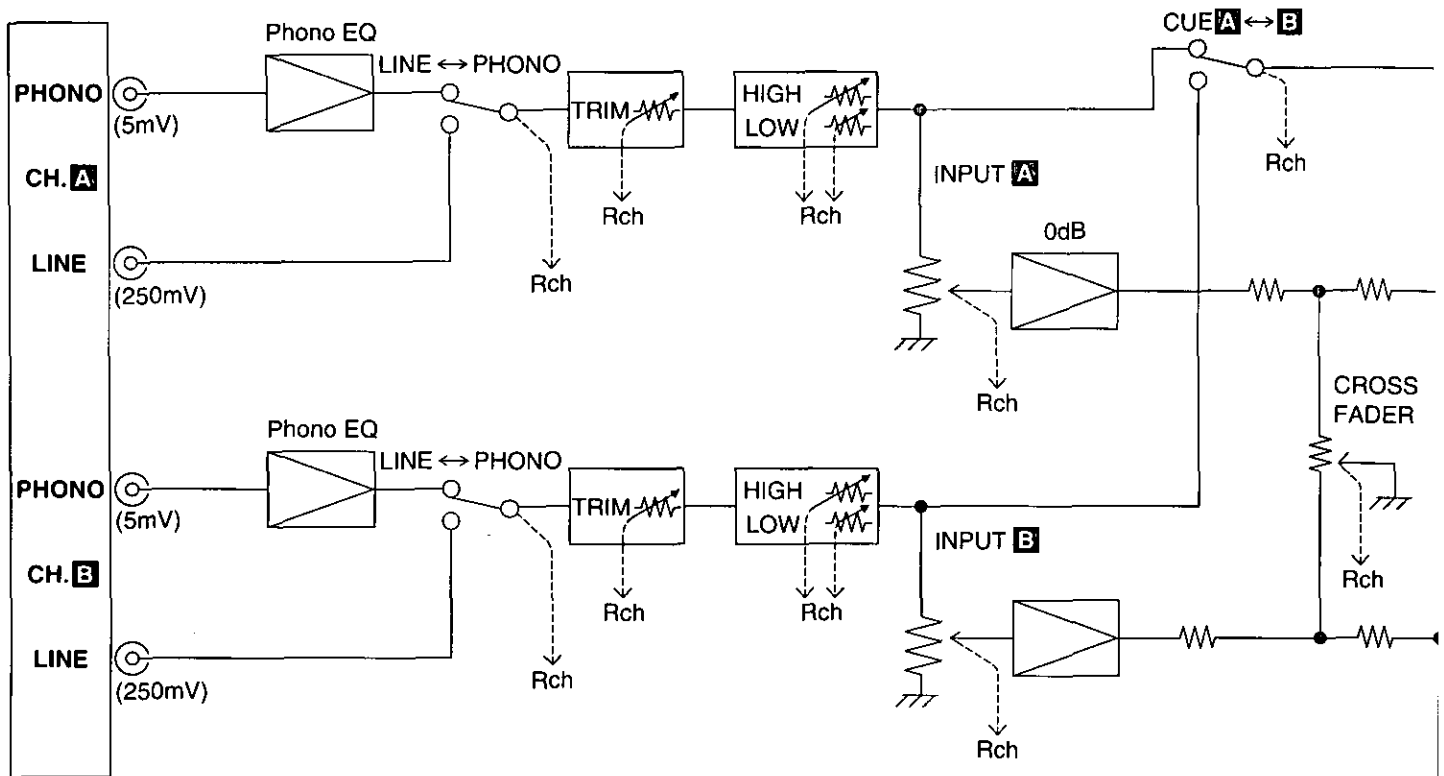 Phono EQ
CUE A ↔ B
LINE ↔ PHONO
PHONO
(5mV)
TRIM
HIGH
LOW
Rch
CH. A
INPUT A
Rch
Rch
0dB
LINE
(250mV)
Rch
Rch
CROSS
FADER
Phono EQ
LINE ↔ PHONO
PHONO
(5mV)
TRIM
HIGH
LOW
INPUT B
CH. B
Rch
Rch
Rch
LINE
(250mV)
Rch
Rch